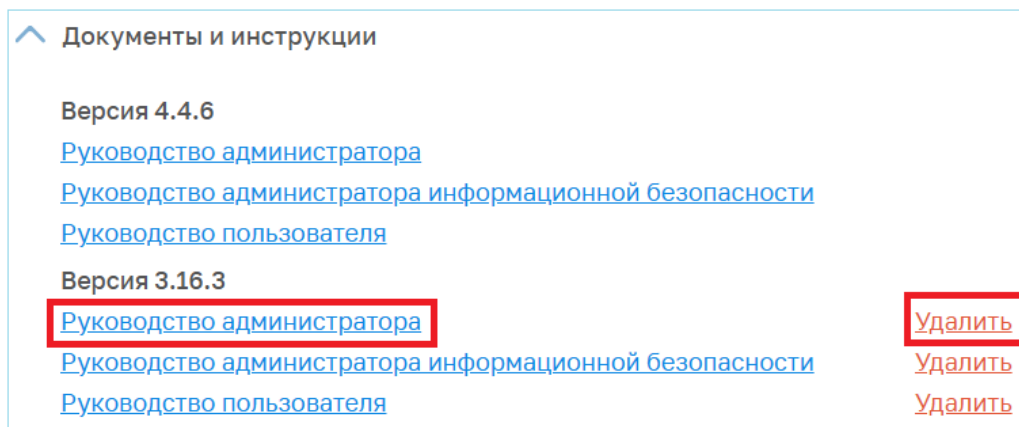 Документы и инструкции
Версия 4.4.6
Руководство администратора
Руководство администратора информационной безопасности
Руководство пользователя
Версия 3.16.3
Руководство администратора Удалить
Руководство администратора информационной безопасности Удалить
Руководство пользователя Удалить